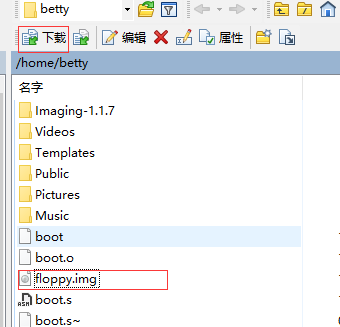 betty
下载 编辑 属性
/home/betty
名字
Imaging-1.1.7
Videos
Templates
Public
Pictures
Music
boot
boot.o
floppy.img
boot.s
boot.s~